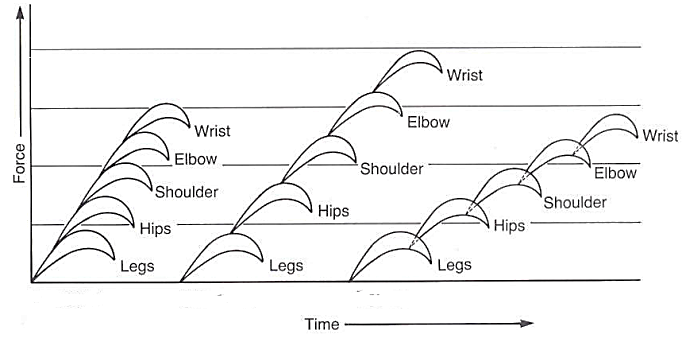 Force
Wrist
Elbow
Shoulder
Hips
Legs
Wrist
Elbow
Shoulder
Hips
Legs
Wrist
Elbow
Shoulder
Hips
Legs
Time